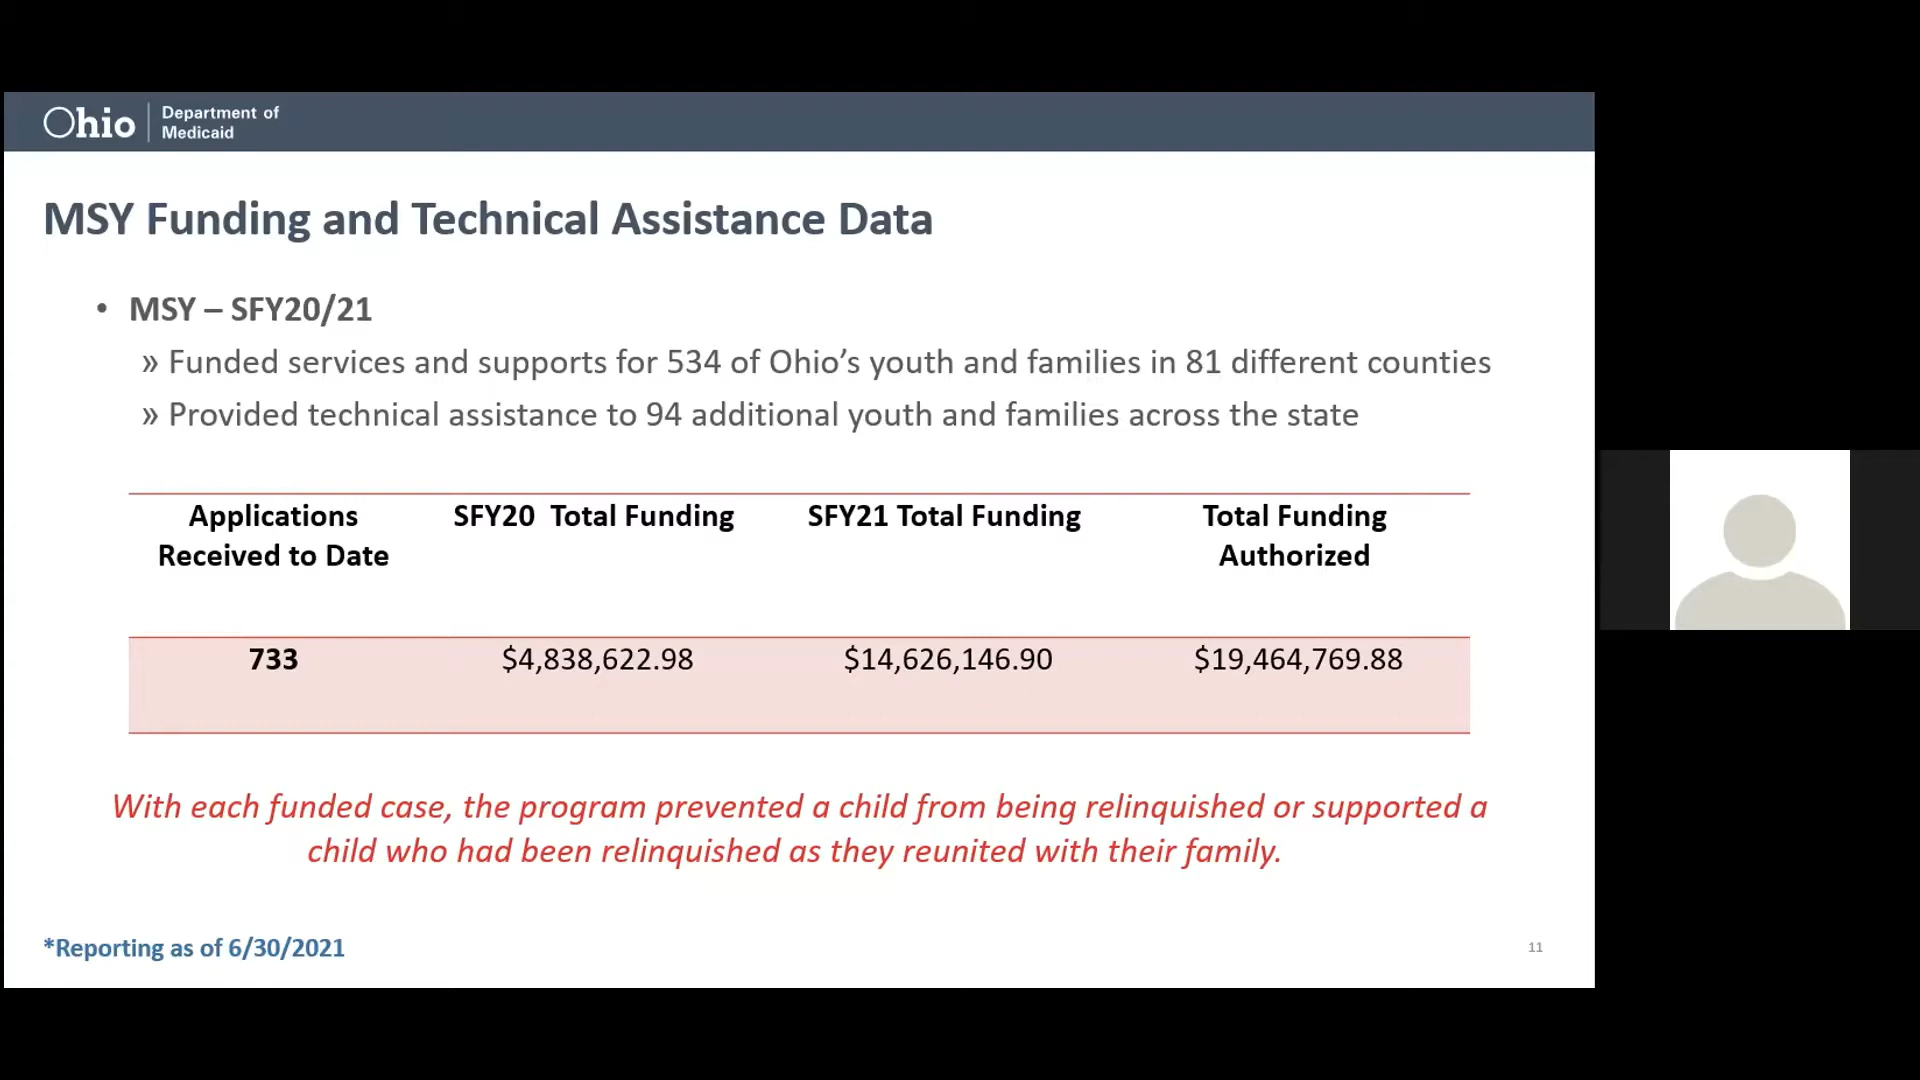 Ohio
Department of
Medicaid
MSY Funding and Technical Assistance Data
• MSY – SFY20/21
» Funded services and supports for 534 of Ohio’s youth and families in 81 different counties
» Provided technical assistance to 94 additional youth and families across the state
Applications
Received to Date
SFY20  Total Funding
SFY21 Total Funding
Total Funding
Authorized
733
$4,838,622.98
$14,626,146.90
$19,464,769.88
With each funded case, the program prevented a child from being relinquished or supported a
child who had been relinquished as they reunited with their family.
*Reporting as of 6/30/2021
11